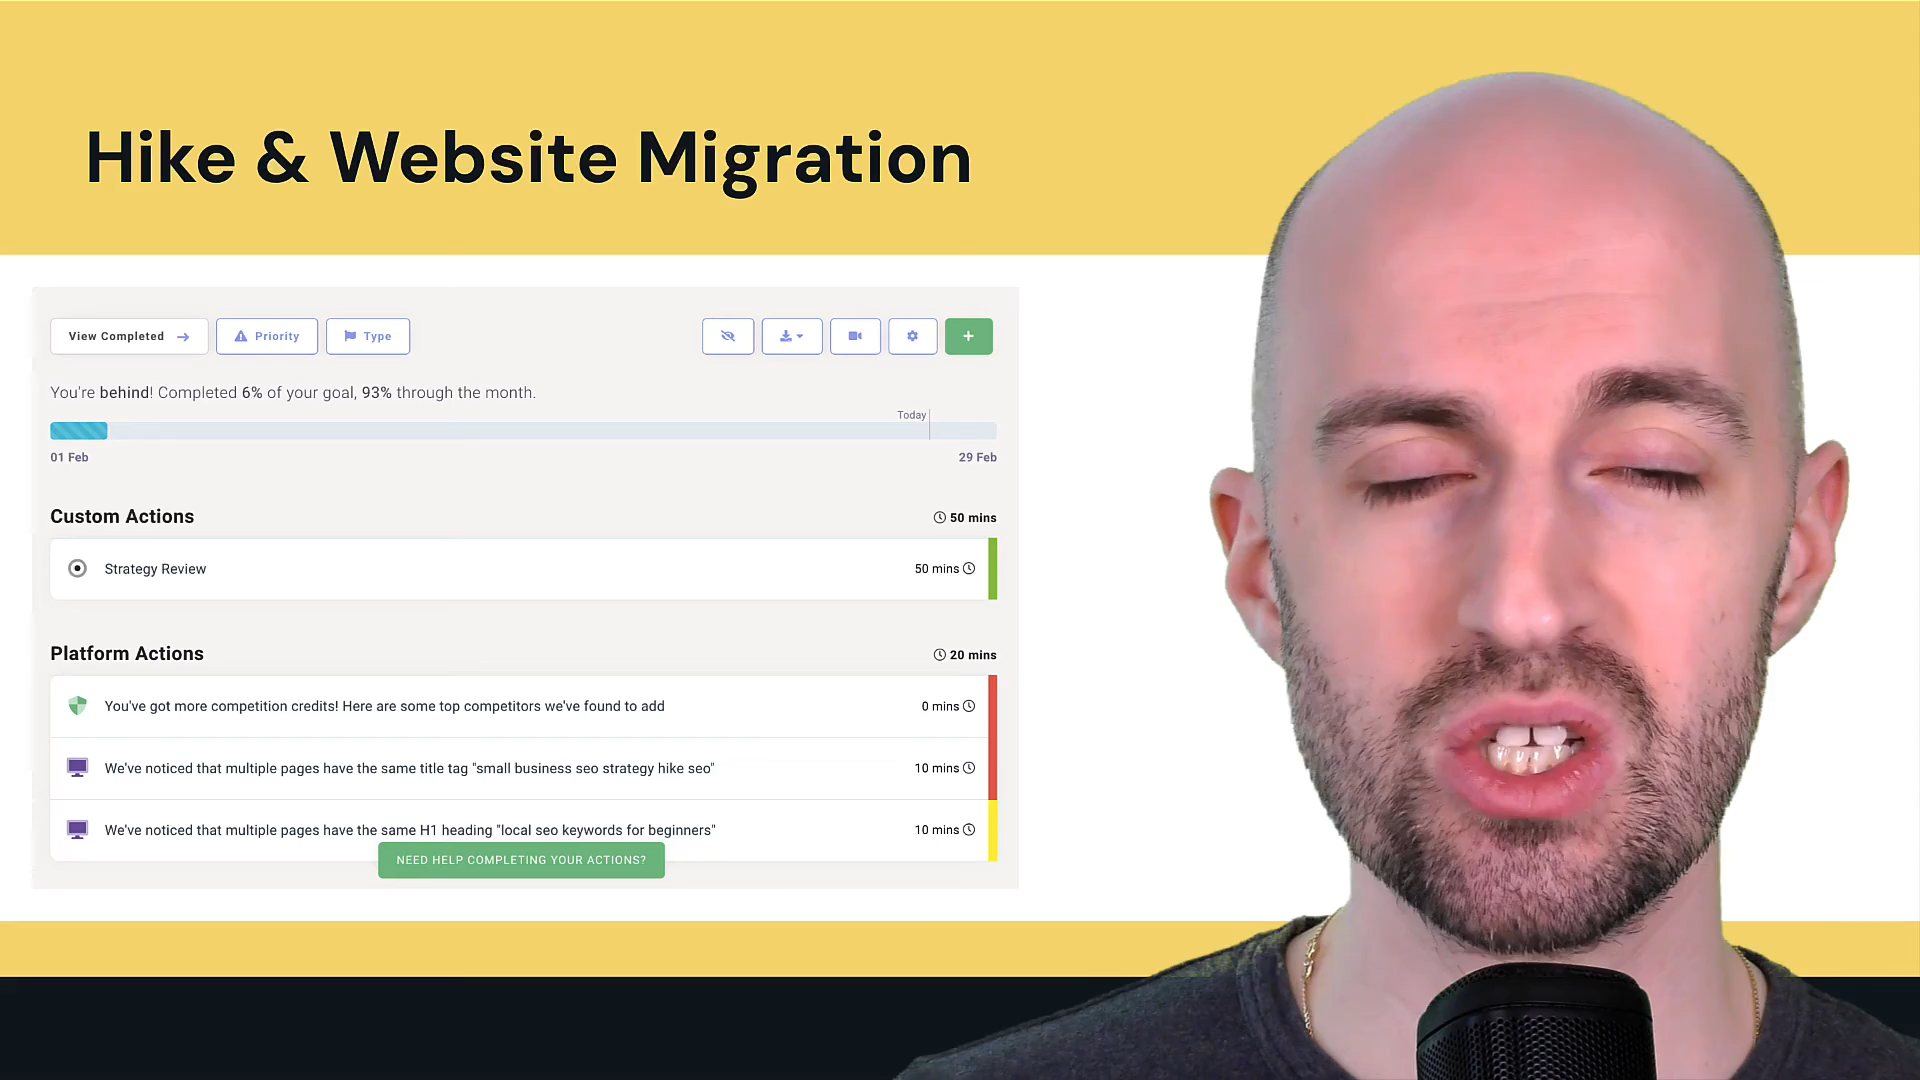 Hike & Website Migration
View Completed → Priority Type +
You're behind! Completed 6% of your goal, 93% through the month.
Today
01 Feb 29 Feb
Custom Actions 50 mins
Strategy Review 50 mins
Platform Actions 20 mins
You've got more competition credits! Here are some top competitors we've found to add 0 mins
We've noticed that multiple pages have the same title tag "small business seo strategy hike seo" 10 mins
We've noticed that multiple pages have the same H1 heading "local seo keywords for beginners" 10 mins
NEED HELP COMPLETING YOUR ACTIONS?